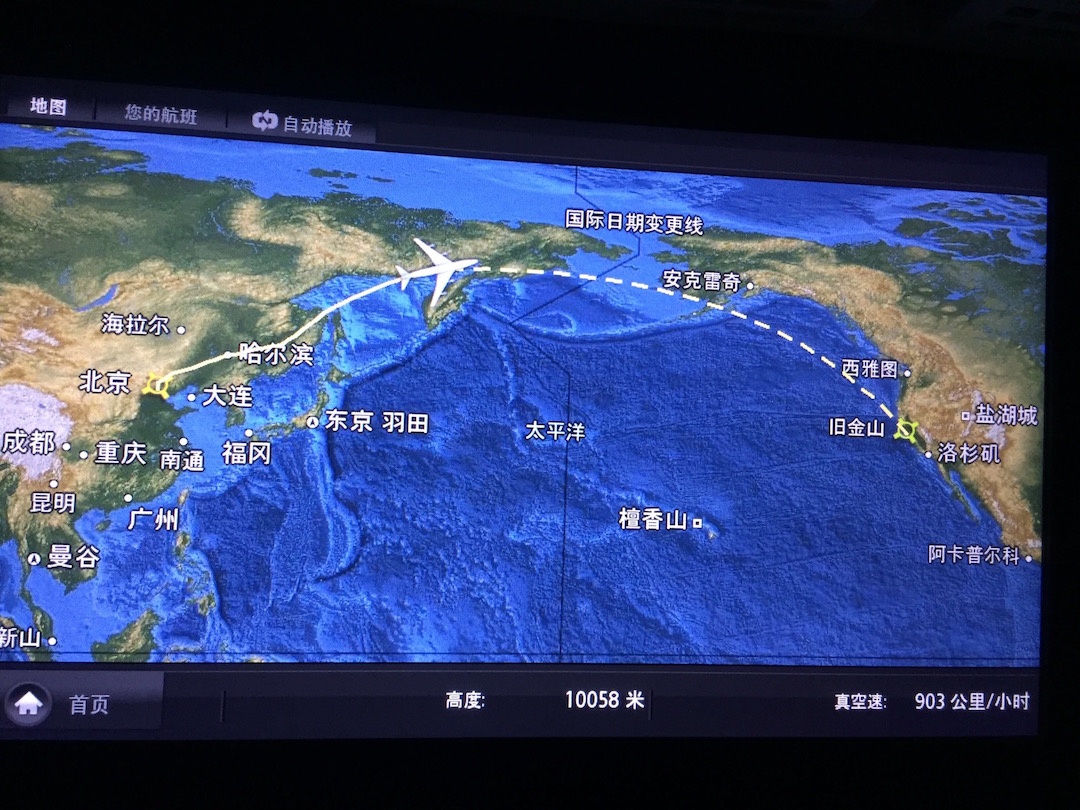 地图
您的航班
自动播放
国际日期变更线
安克雷奇
海拉尔
哈尔滨
北京
大连
西雅图
盐湖城
东京 羽田
太平洋
旧金山
成都
重庆
南通
福冈
洛杉矶
昆明
广州
檀香山
曼谷
阿卡普尔科
新山
首页
高度:
10058 米
真空速:
903 公里/小时